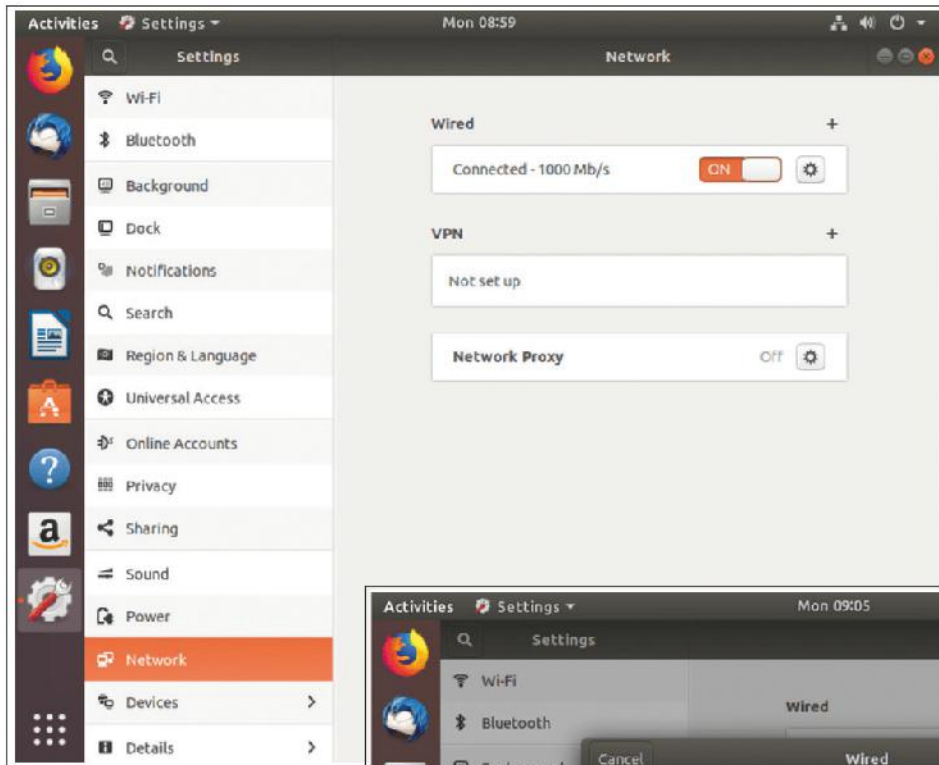 Activities Settings Mon 08:59
Settings Network
Wi-Fi
Bluetooth
Background
Dock
Notifications
Search
Region & Language
Universal Access
Online Accounts
Privacy
Sharing
Sound
Power
Network
Devices
Details
Wired +
Connected - 1000 Mb/s ON
VPN +
Not set up
Network Proxy Off
a
Activities Settings Mon 09:05
Settings
Wi-Fi
Bluetooth
Wired
Cancel Wired